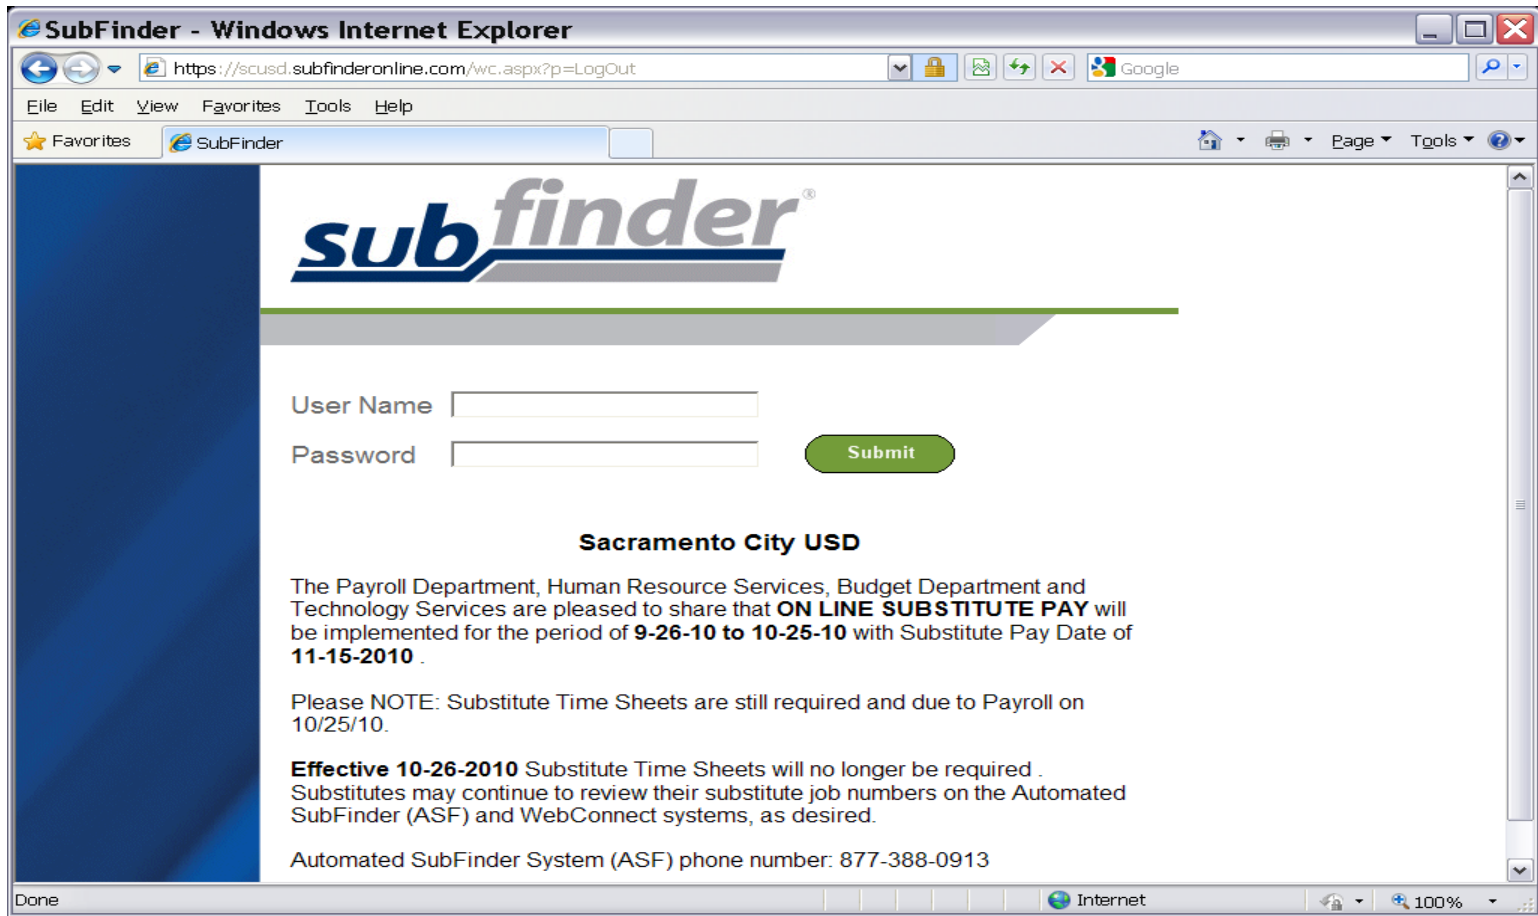 SubFinder - Windows Internet Explorer
https://scusd.subfinderonline.com/wc.aspx?p=LogOut
Google
File Edit View Favorites Tools Help
Favorites SubFinder Page Tools
subfinder®
User Name
Password Submit
Sacramento City USD
The Payroll Department, Human Resource Services, Budget Department and
Technology Services are pleased to share that ON LINE SUBSTITUTE PAY will
be implemented for the period of 9-26-10 to 10-25-10 with Substitute Pay Date of
11-15-2010 .
Please NOTE: Substitute Time Sheets are still required and due to Payroll on
10/25/10.
Effective 10-26-2010 Substitute Time Sheets will no longer be required .
Substitutes may continue to review their substitute job numbers on the Automated
SubFinder (ASF) and WebConnect systems, as desired.
Automated SubFinder System (ASF) phone number: 877-388-0913
Done Internet 100%